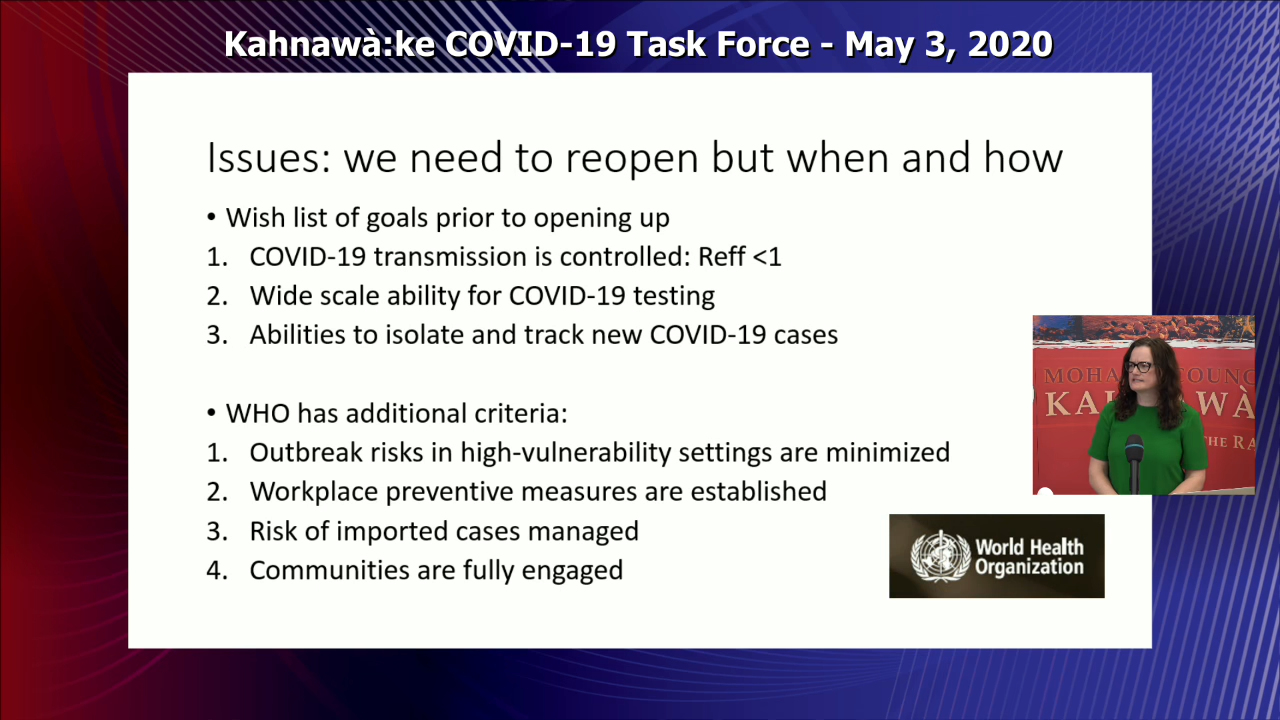 Kahnawà:ke COVID-19 Task Force - May 3, 2020
Issues: we need to reopen but when and how
• Wish list of goals prior to opening up
1. COVID-19 transmission is controlled: Reff <1
2. Wide scale ability for COVID-19 testing
3. Abilities to isolate and track new COVID-19 cases
• WHO has additional criteria:
1. Outbreak risks in high-vulnerability settings are minimized
2. Workplace preventive measures are established
3. Risk of imported cases managed
4. Communities are fully engaged
World Health
Organization